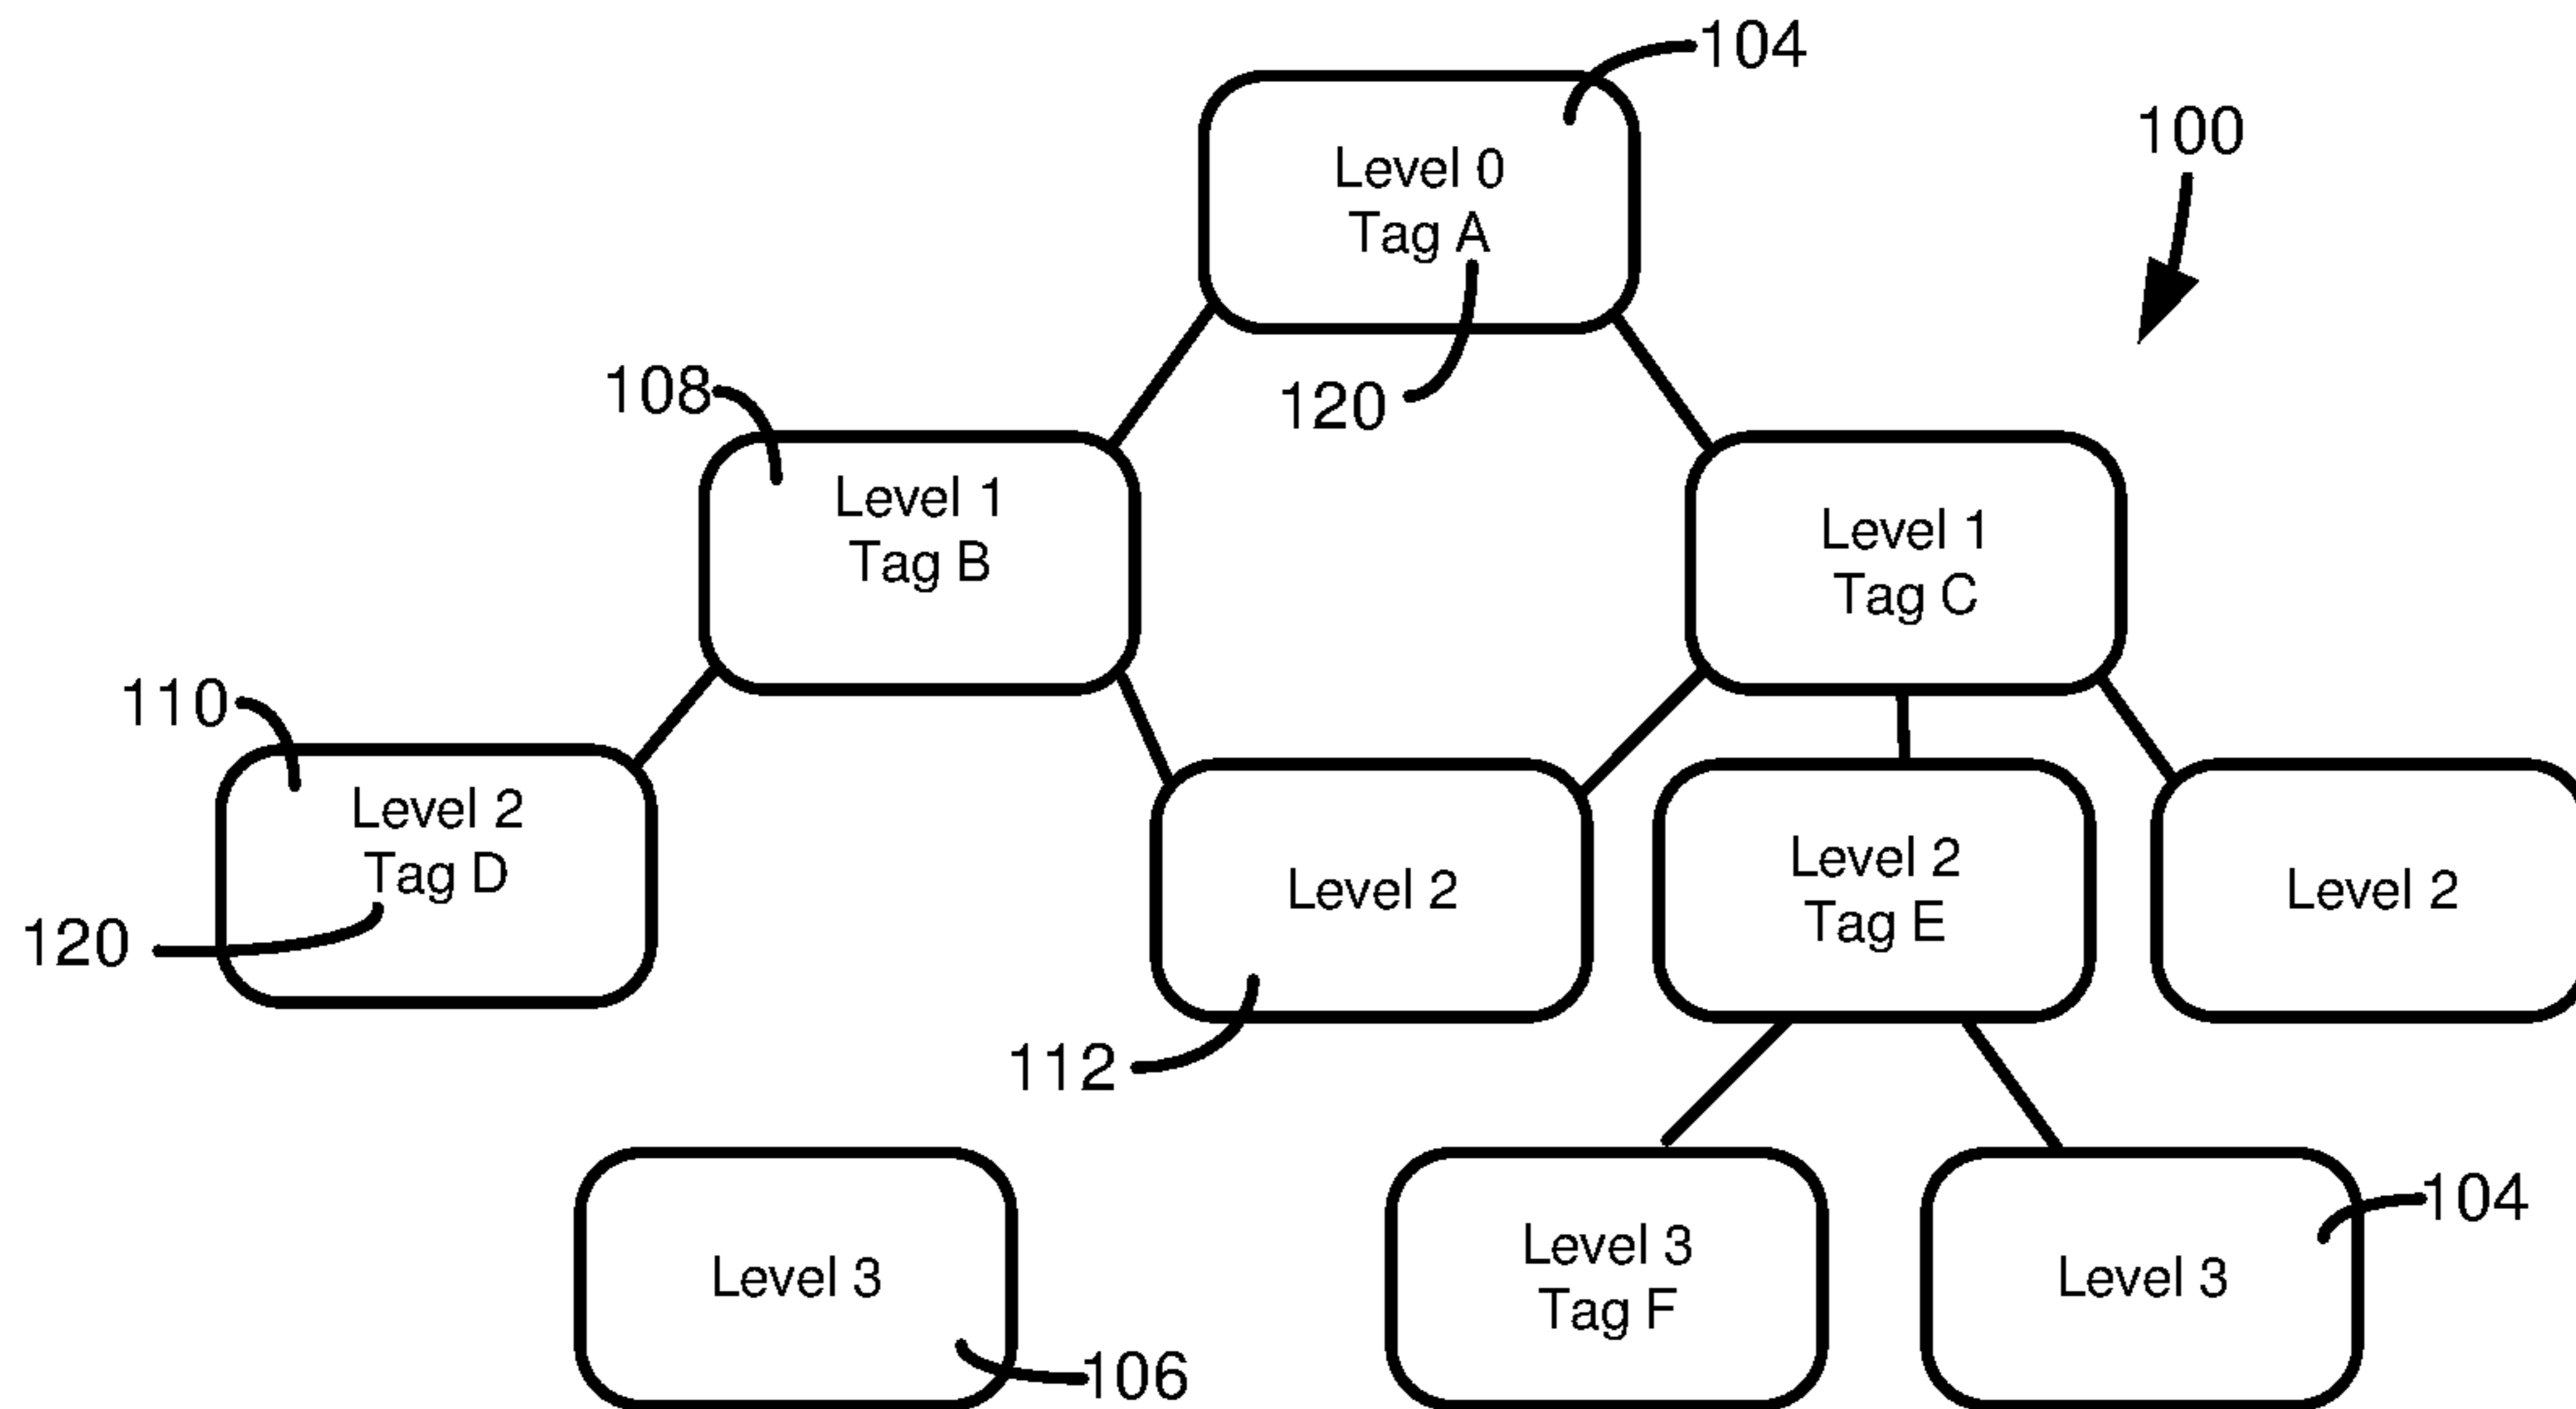 104
100
Level 0
Tag A
120
108
Level 1
Tag B
Level 1
Tag C
110
Level 2
Tag D
120
Level 2
112
Level 2
Tag E
Level 2
Level 3
106
Level 3
Tag F
Level 3
104